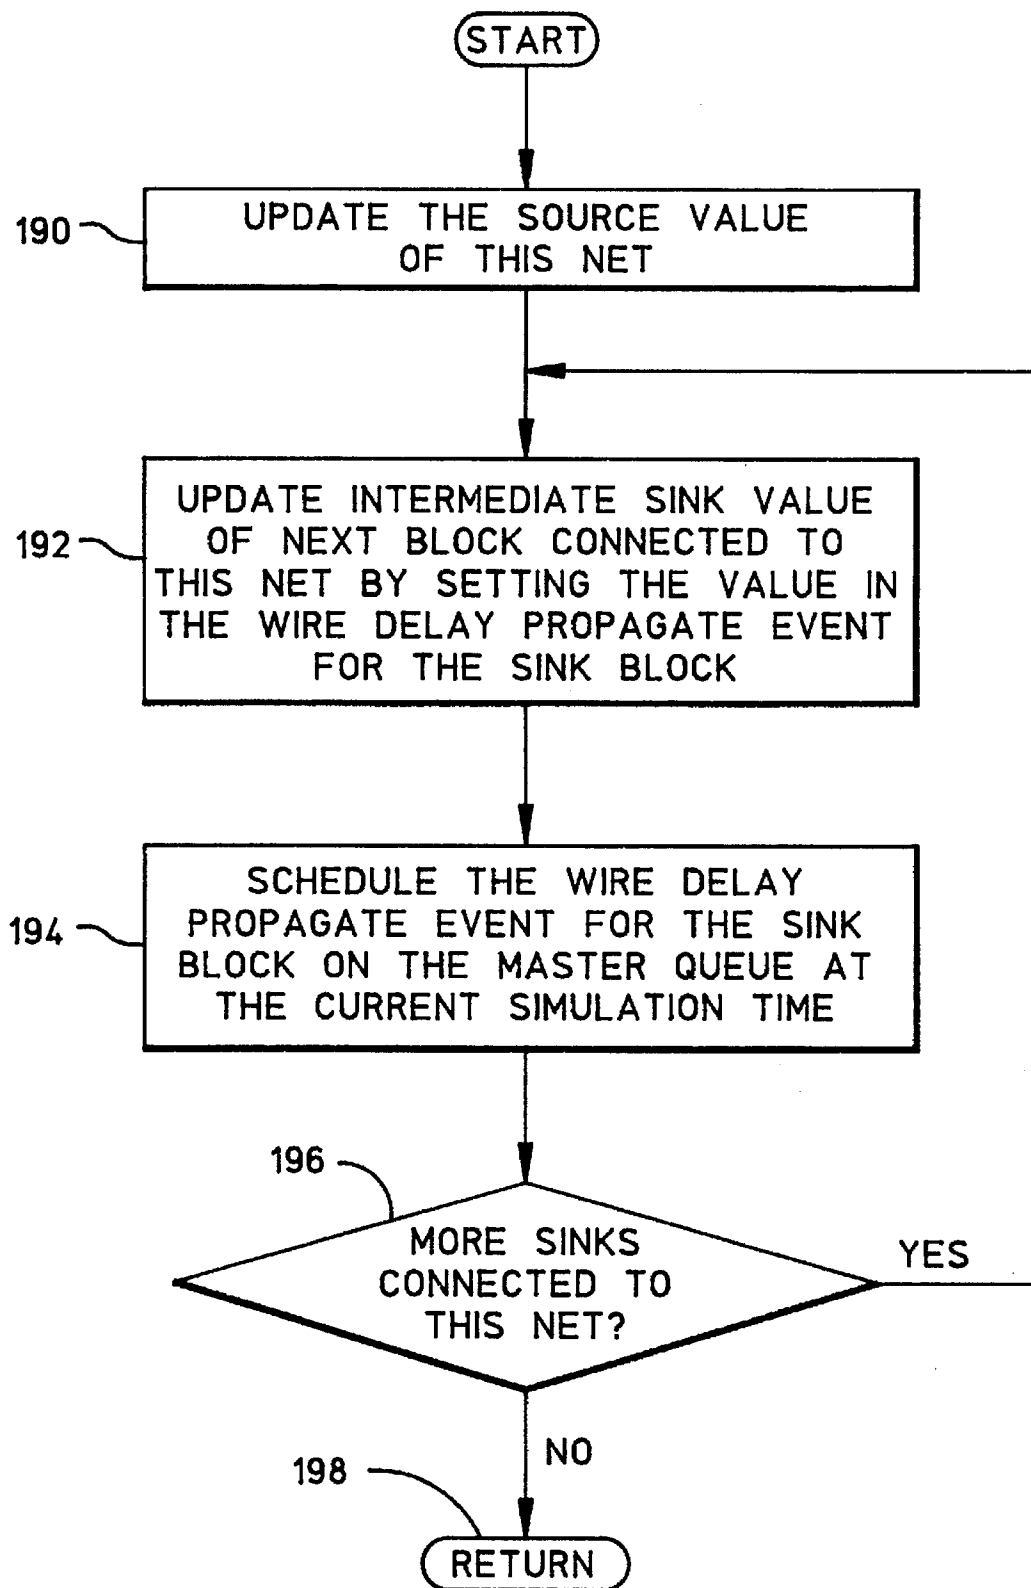 START
190
UPDATE THE SOURCE VALUE
OF THIS NET
192
UPDATE INTERMEDIATE SINK VALUE
OF NEXT BLOCK CONNECTED TO
THIS NET BY SETTING THE VALUE IN
THE WIRE DELAY PROPAGATE EVENT
FOR THE SINK BLOCK
194
SCHEDULE THE WIRE DELAY
PROPAGATE EVENT FOR THE SINK
BLOCK ON THE MASTER QUEUE AT
THE CURRENT SIMULATION TIME
196
MORE SINKS
CONNECTED TO
THIS NET?
YES
NO
198
RETURN